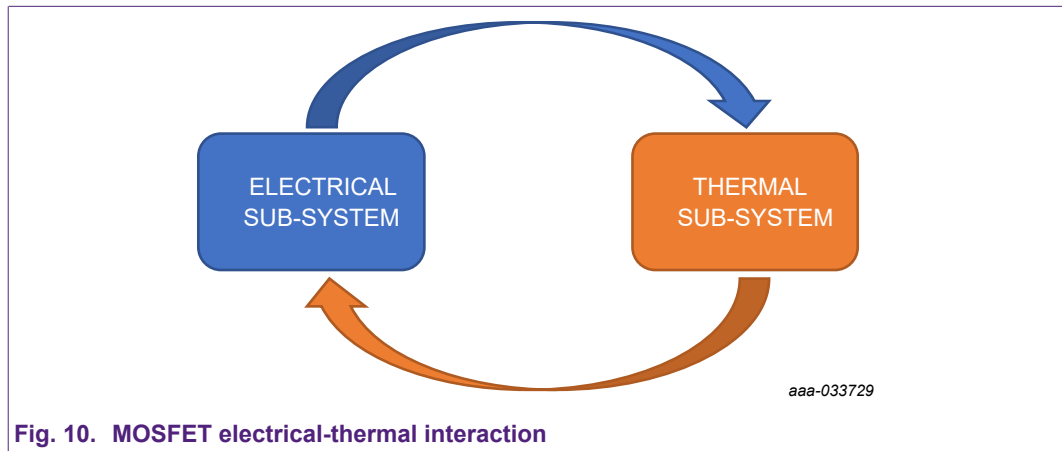 ELECTRICAL
SUB-SYSTEM
THERMAL
SUB-SYSTEM
aaa-033729
Fig. 10. MOSFET electrical-thermal interaction